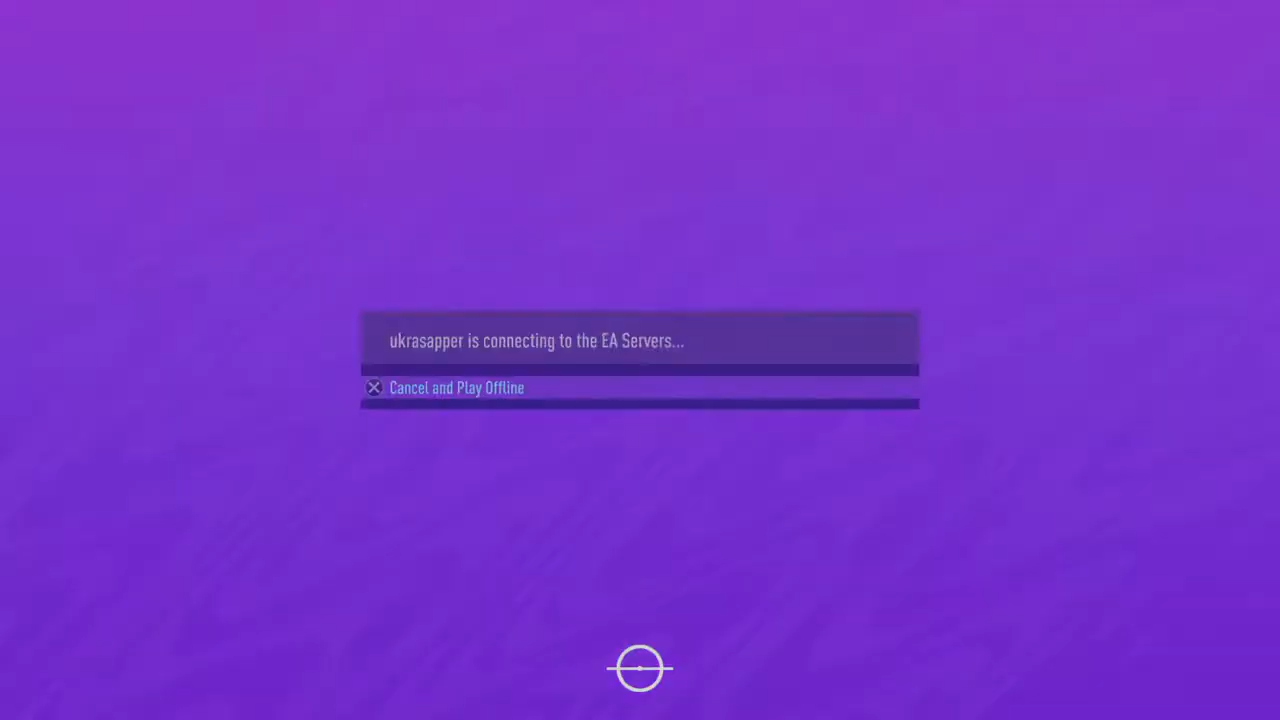 ukrasapper is connecting to the EA Servers...
Cancel and Play Offline